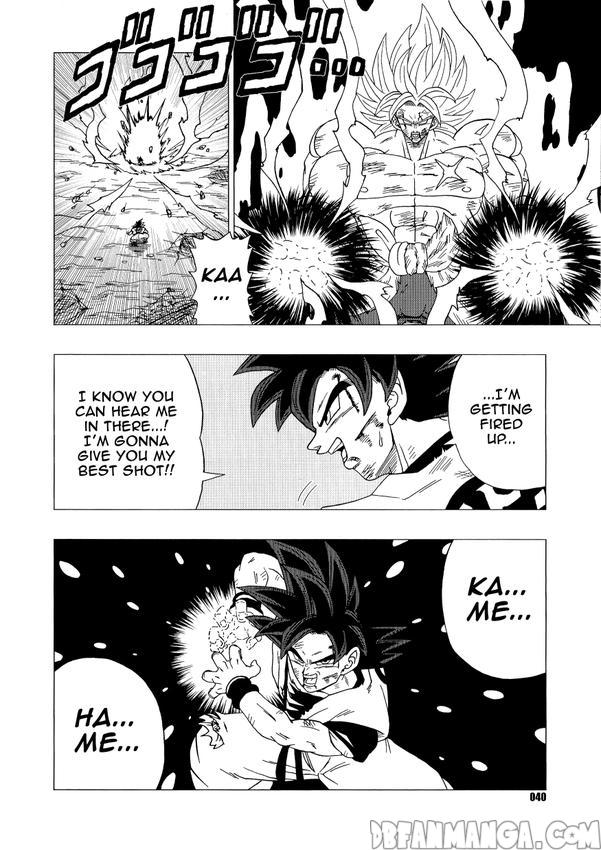 ゴゴゴゴゴ...
KAA
...
...I'M
GETTING
FIRED
UP...
I KNOW YOU
CAN HEAR ME
IN THERE...!
I'M GONNA
GIVE YOU MY
BEST SHOT!!
KA...
ME...
HA...
ME...
040
DBFANMANGA.COM